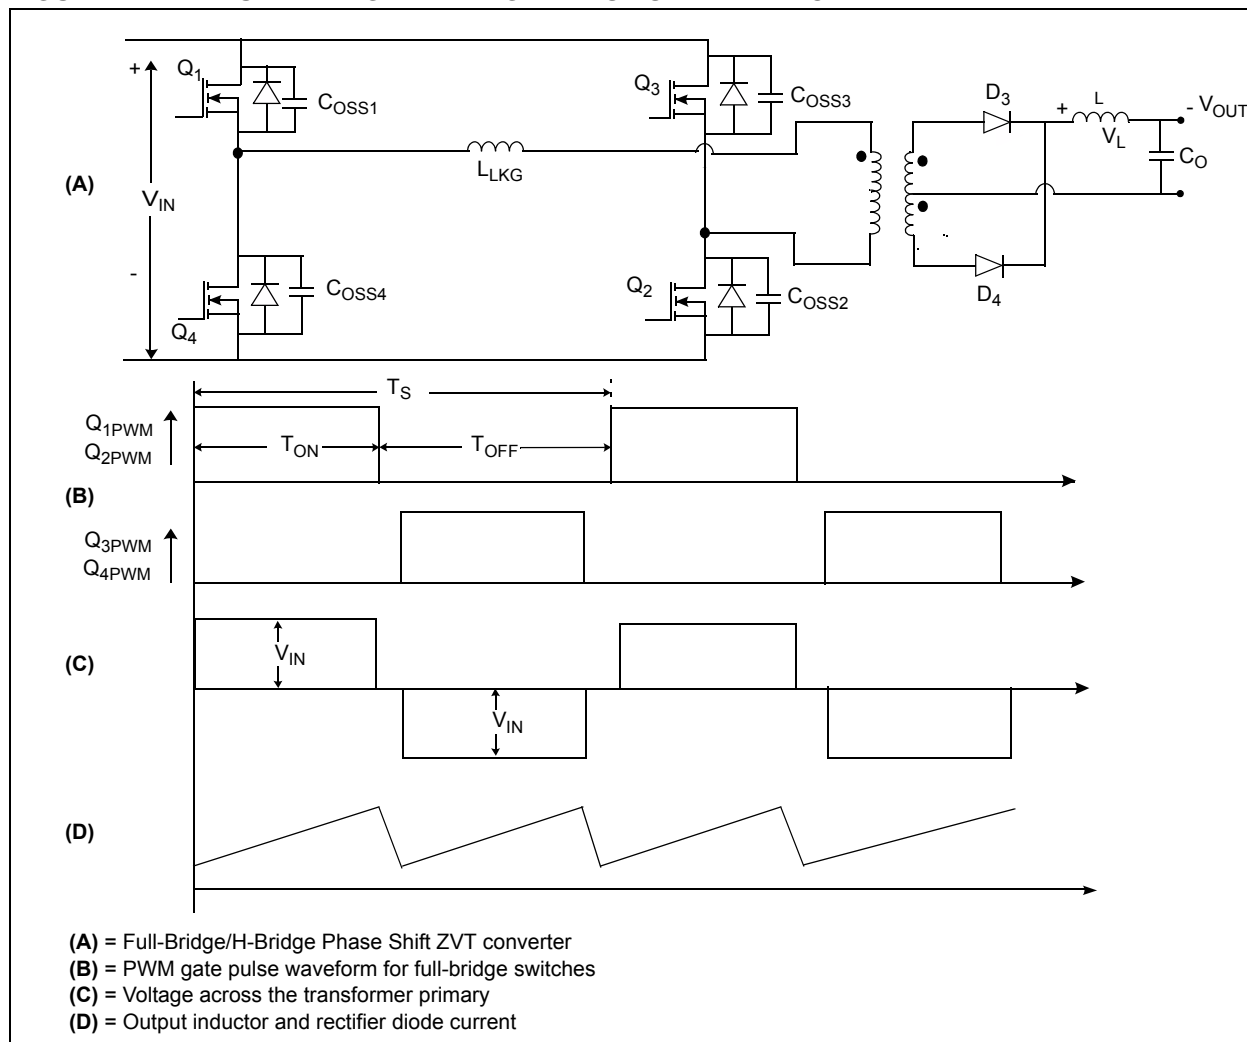 Q1
COSS1
Q3
COSS3
D3
+ L
VL
- VOUT
CO
+
VIN
-
(A)
LLKG
Q4
COSS4
Q2
COSS2
D4
TS
Q1PWM
Q2PWM
TON
TOFF
(B)
Q3PWM
Q4PWM
(C)
VIN
VIN
(D)
(A) = Full-Bridge/H-Bridge Phase Shift ZVT converter
(B) = PWM gate pulse waveform for full-bridge switches
(C) = Voltage across the transformer primary
(D) = Output inductor and rectifier diode current